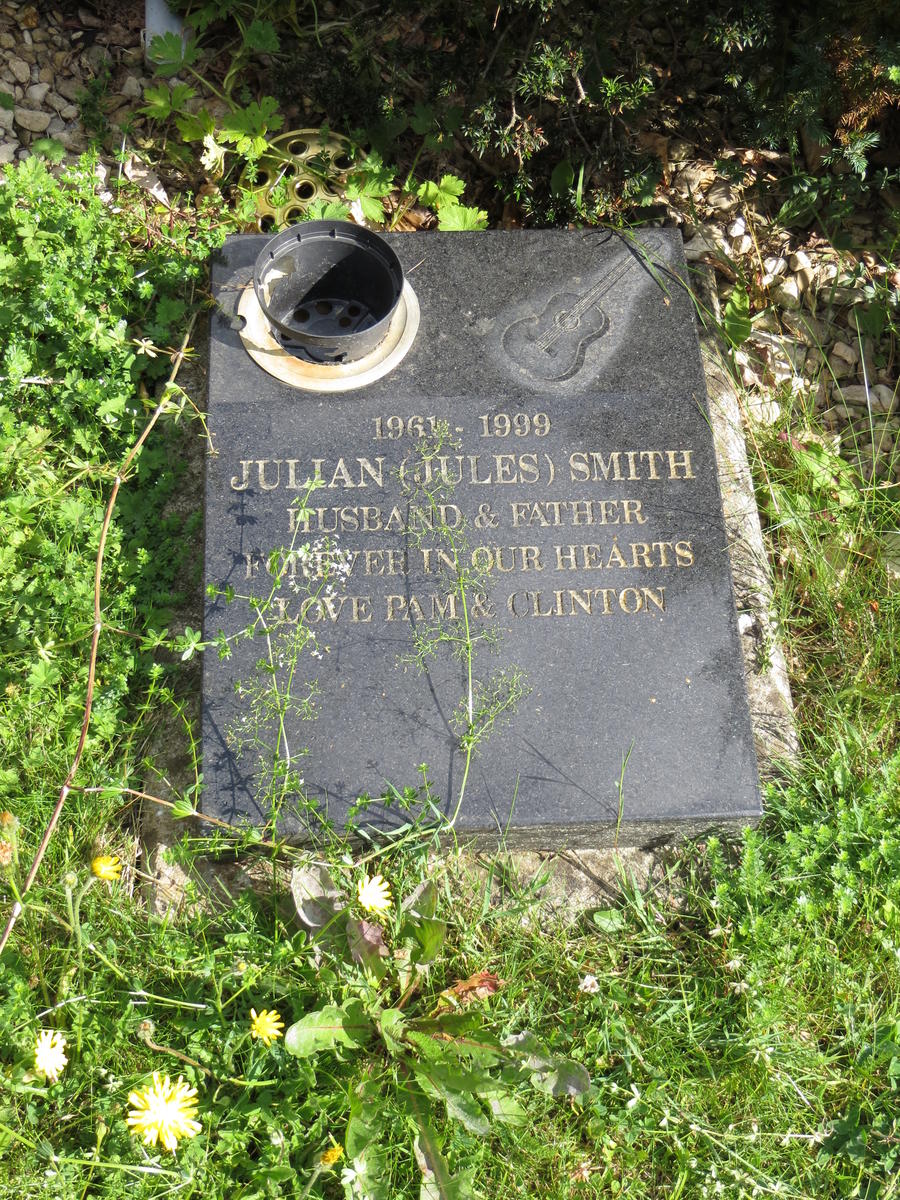 1961 - 1999
JULIAN (JULES) SMITH
HUSBAND & FATHER
FOREVER IN OUR HEARTS
LOVE PAM & CLINTON